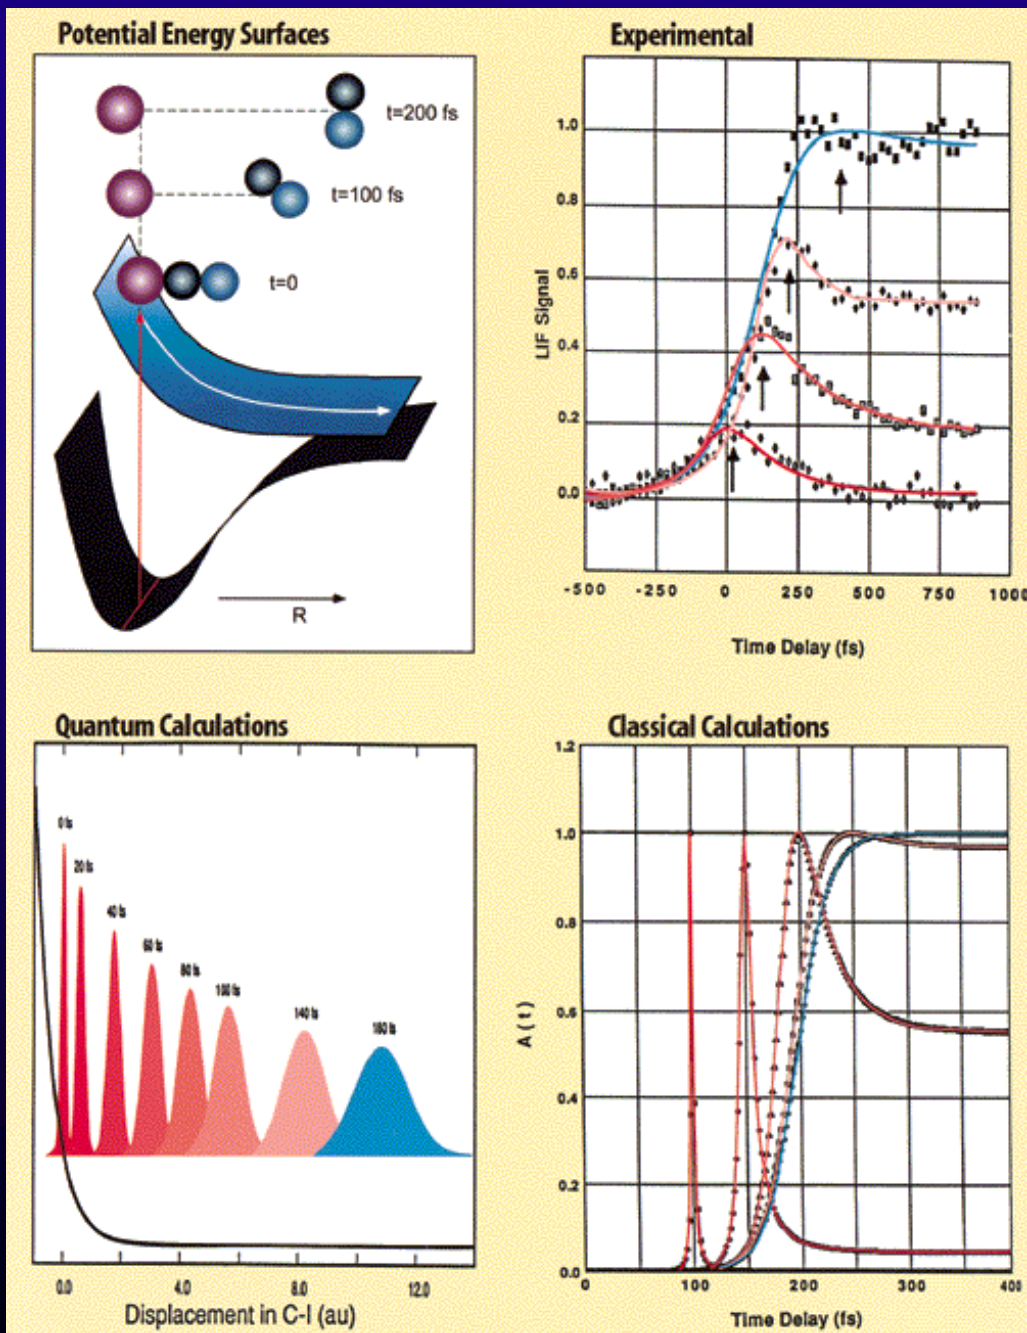 Potential Energy Surfaces
t=200 fs
t=100 fs
t=0
R
Experimental
1.0
0.8
0.6
0.4
0.2
0.0
LIF Signal
-500 -250 0 250 500 750 1000
Time Delay (fs)
Quantum Calculations
0 fs
20 fs
40 fs
60 fs
80 fs
100 fs
140 fs
180 fs
0.0 4.0 8.0 12.0
Displacement in C-I (au)
Classical Calculations
1.2
1.0
0.8
0.6
0.4
0.2
0.0
A(t)
0 100 200 300 400
Time Delay (fs)